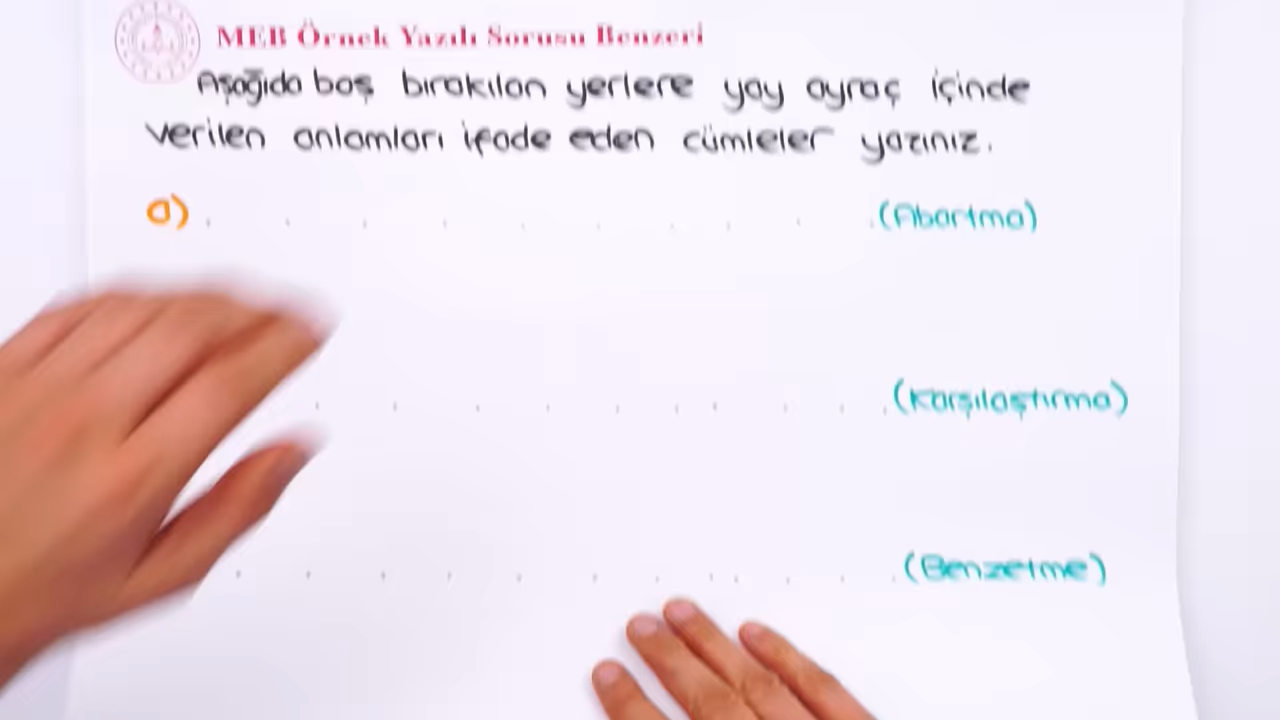 MEB Örnek Yazılı Sorusu Benzeri
Aşağıda boş bırakılan yerlere yay ayraç içinde
verilen anlamları ifade eden cümleler yazınız.
a) . . . . . . . . . . (Abartma)
. . . . . . . . . (Karşılaştırma)
. . . . . . . . . . . (Benzetme)